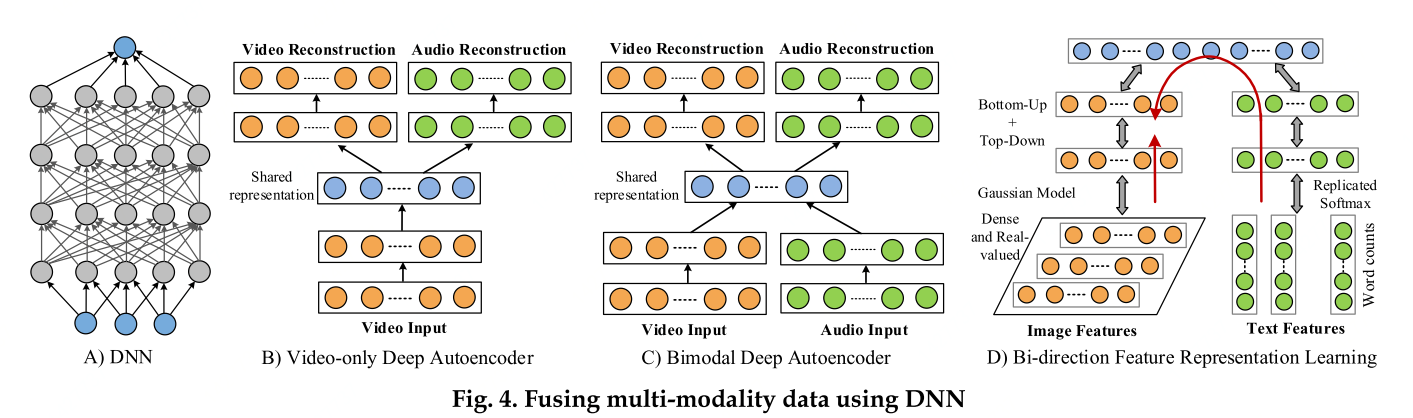 Video Reconstruction
Audio Reconstruction
Shared
representation
Video Input
Video Reconstruction
Audio Reconstruction
Shared
representation
Video Input
Audio Input
Bottom-Up
+
Top-Down
Gaussian Model
Dense
and Real-
valued
Replicated
Softmax
Word counts
Image Features
Text Features
A) DNN
B) Video-only Deep Autoencoder
C) Bimodal Deep Autoencoder
D) Bi-direction Feature Representation Learning
Fig. 4. Fusing multi-modality data using DNN